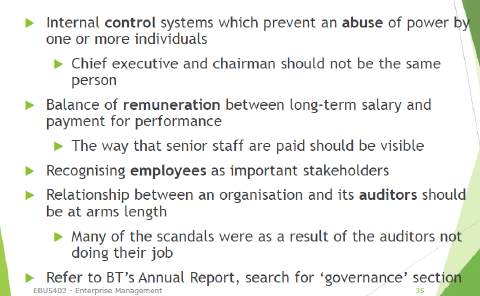 Internal control systems which prevent an abuse of power by
one or more individuals
Chief executive and chairman should not be the same
person
Balance of remuneration between long-term salary and
payment for performance
The way that senior staff are paid should be visible
Recognising employees as important stakeholders
Relationship between an organisation and its auditors should
be at arms length
Many of the scandals were as a result of the auditors not
doing their job
Refer to BT's Annual Report, search for ‘governance’ section
EBU5402 - Enterprise Management
35